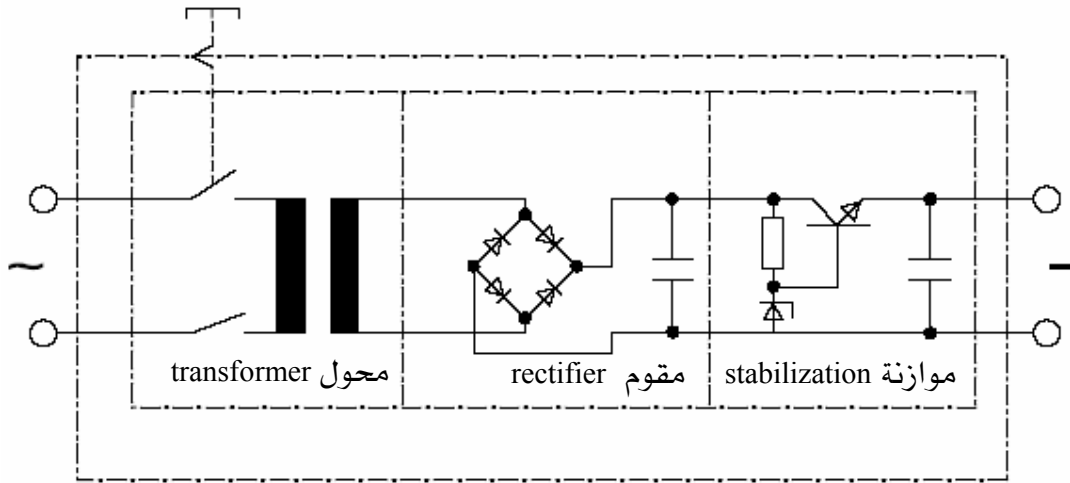 ~
-
transformer محول
rectifier مقوم
stabilization موازنة